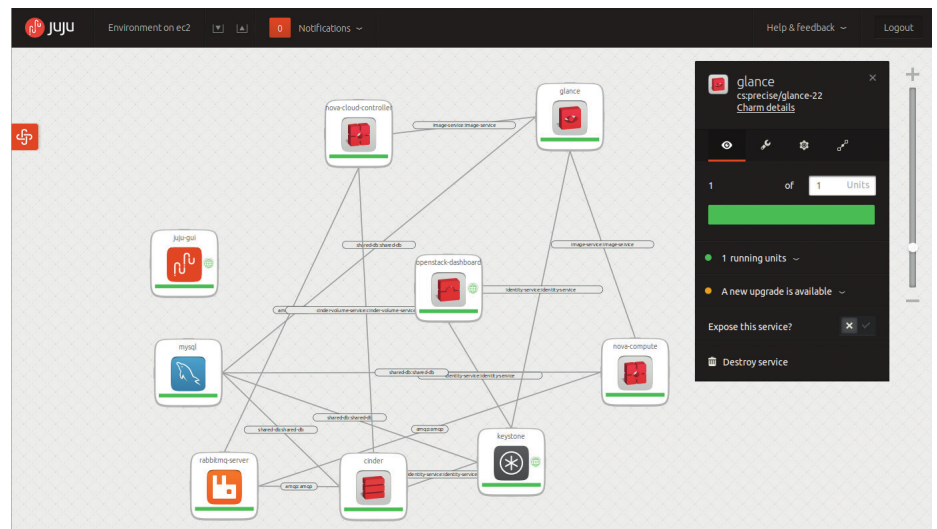 juju
Environment on ec2
0
Notifications
Help & feedback
Logout
glance
cs:precise/glance-22
Charm details
1
of
1
Units
1 running units
A new upgrade is available
Expose this service?
Destroy service
glance
nova-cloud-controller
image-service:image-service
juju-gui
shared-db:shared-db
image-service:image-service
openstack-dashboard
identity-service:identity-service
cinder-volume-service:cinder-volume-service
mysql
nova-compute
shared-db:shared-db
identity-service:identity-service
shared-db:shared-db
shared-db:shared-db
amqp:amqp
keystone
rabbitmq-server
cinder
identity-service:identity-service
amqp:amqp